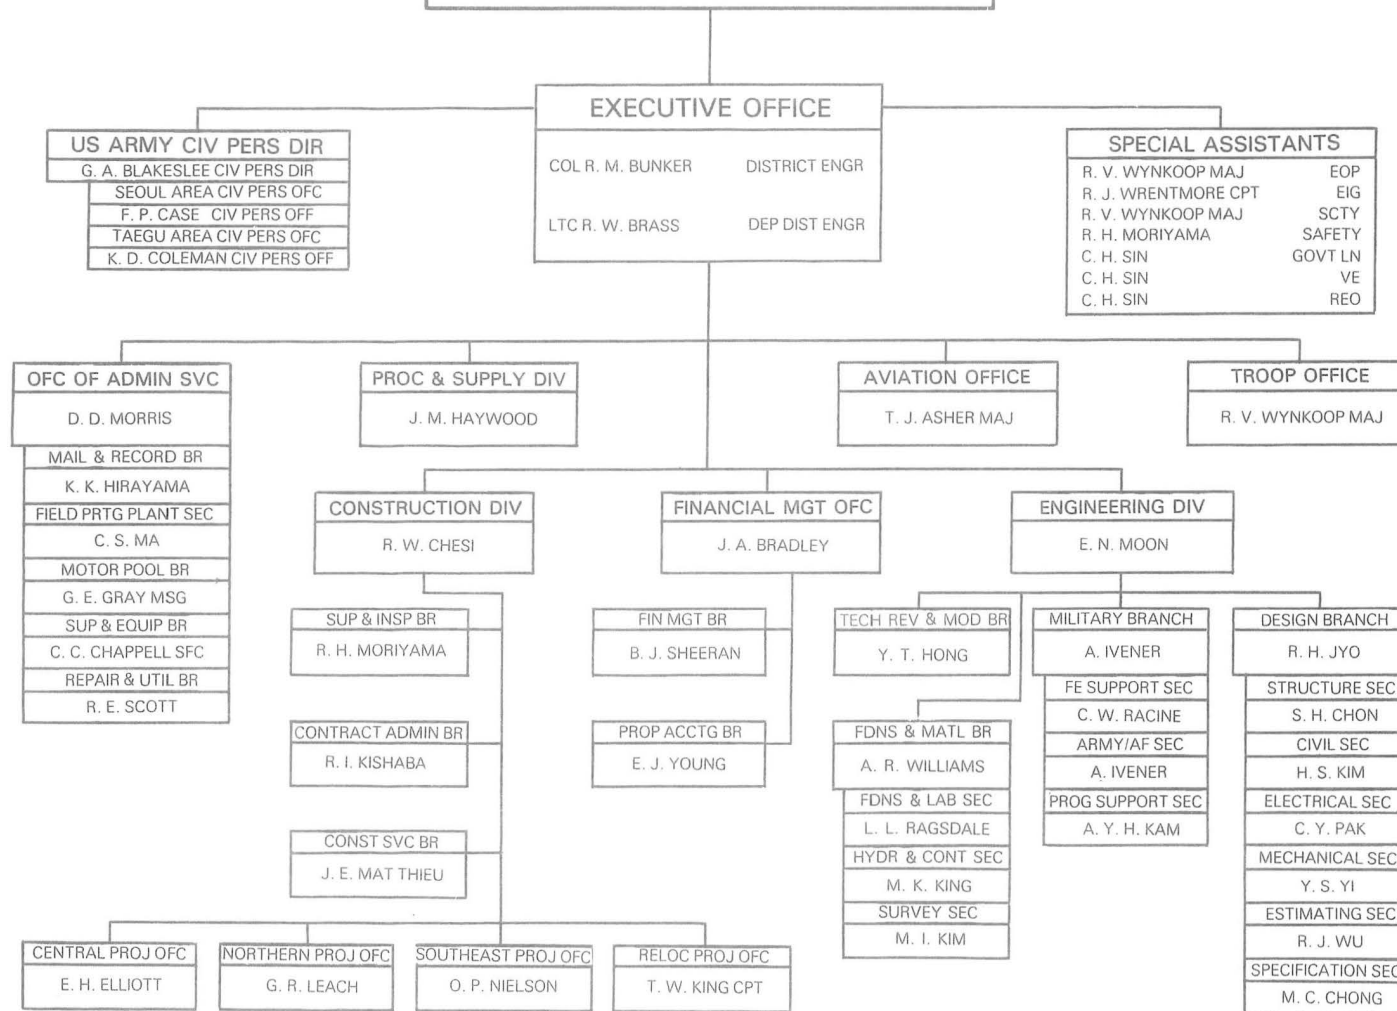 EXECUTIVE OFFICE
COL R. M. BUNKER DISTRICT ENGR
LTC R. W. BRASS DEP DIST ENGR
US ARMY CIV PERS DIR
G. A. BLAKESLEE CIV PERS DIR
SEOUL AREA CIV PERS OFC
F. P. CASE CIV PERS OFF
TAEGU AREA CIV PERS OFC
K. D. COLEMAN CIV PERS OFF
SPECIAL ASSISTANTS
R. V. WYNKOOP MAJ EOP
R. J. WRENTMORE CPT EIG
R. V. WYNKOOP MAJ SCTY
R. H. MORIYAMA SAFETY
C. H. SIN GOVT LN
C. H. SIN VE
C. H. SIN REO
OFC OF ADMIN SVC
D. D. MORRIS
MAIL & RECORD BR
K. K. HIRAYAMA
FIELD PRTG PLANT SEC
C. S. MA
MOTOR POOL BR
G. E. GRAY MSG
SUP & EQUIP BR
C. C. CHAPPELL SFC
REPAIR & UTIL BR
R. E. SCOTT
PROC & SUPPLY DIV
J. M. HAYWOOD
AVIATION OFFICE
T. J. ASHER MAJ
TROOP OFFICE
R. V. WYNKOOP MAJ
CONSTRUCTION DIV
R. W. CHESI
SUP & INSP BR
R. H. MORIYAMA
CONTRACT ADMIN BR
R. I. KISHABA
CONST SVC BR
J. E. MAT THIEU
FINANCIAL MGT OFC
J. A. BRADLEY
FIN MGT BR
B. J. SHEERAN
PROP ACCTG BR
E. J. YOUNG
ENGINEERING DIV
E. N. MOON
TECH REV & MOD BR
Y. T. HONG
FDNS & MATL BR
A. R. WILLIAMS
FDNS & LAB SEC
L. L. RAGSDALE
HYDR & CONT SEC
M. K. KING
SURVEY SEC
M. I. KIM
MILITARY BRANCH
A. IVENER
FE SUPPORT SEC
C. W. RACINE
ARMY/AF SEC
A. IVENER
PROG SUPPORT SEC
A. Y. H. KAM
DESIGN BRANCH
R. H. JYO
STRUCTURE SEC
S. H. CHON
CIVIL SEC
H. S. KIM
ELECTRICAL SEC
C. Y. PAK
MECHANICAL SEC
Y. S. YI
ESTIMATING SEC
R. J. WU
SPECIFICATION SEC
M. C. CHONG
CENTRAL PROJ OFC
E. H. ELLIOTT
NORTHERN PROJ OFC
G. R. LEACH
SOUTHEAST PROJ OFC
O. P. NIELSON
RELOC PROJ OFC
T. W. KING CPT